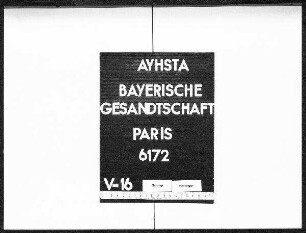 AYHSTA
BAYERISCHE
GESANDTSCHAFT
PARIS
6172
V-16